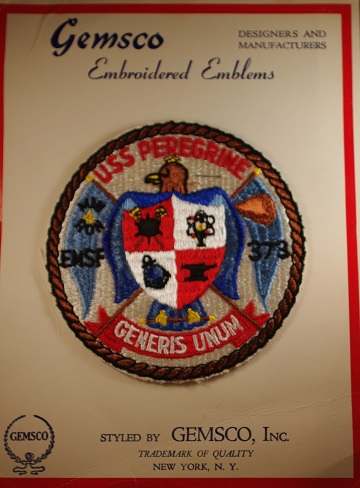 Gemsco
DESIGNERS AND
MANUFACTURERS
Embroidered Emblems
USS PEREGRINE
EMSF
373
GENERIS UNUM
GEMSCO
STYLED BY GEMSCO, INC.
TRADEMARK OF QUALITY
NEW YORK, N. Y.